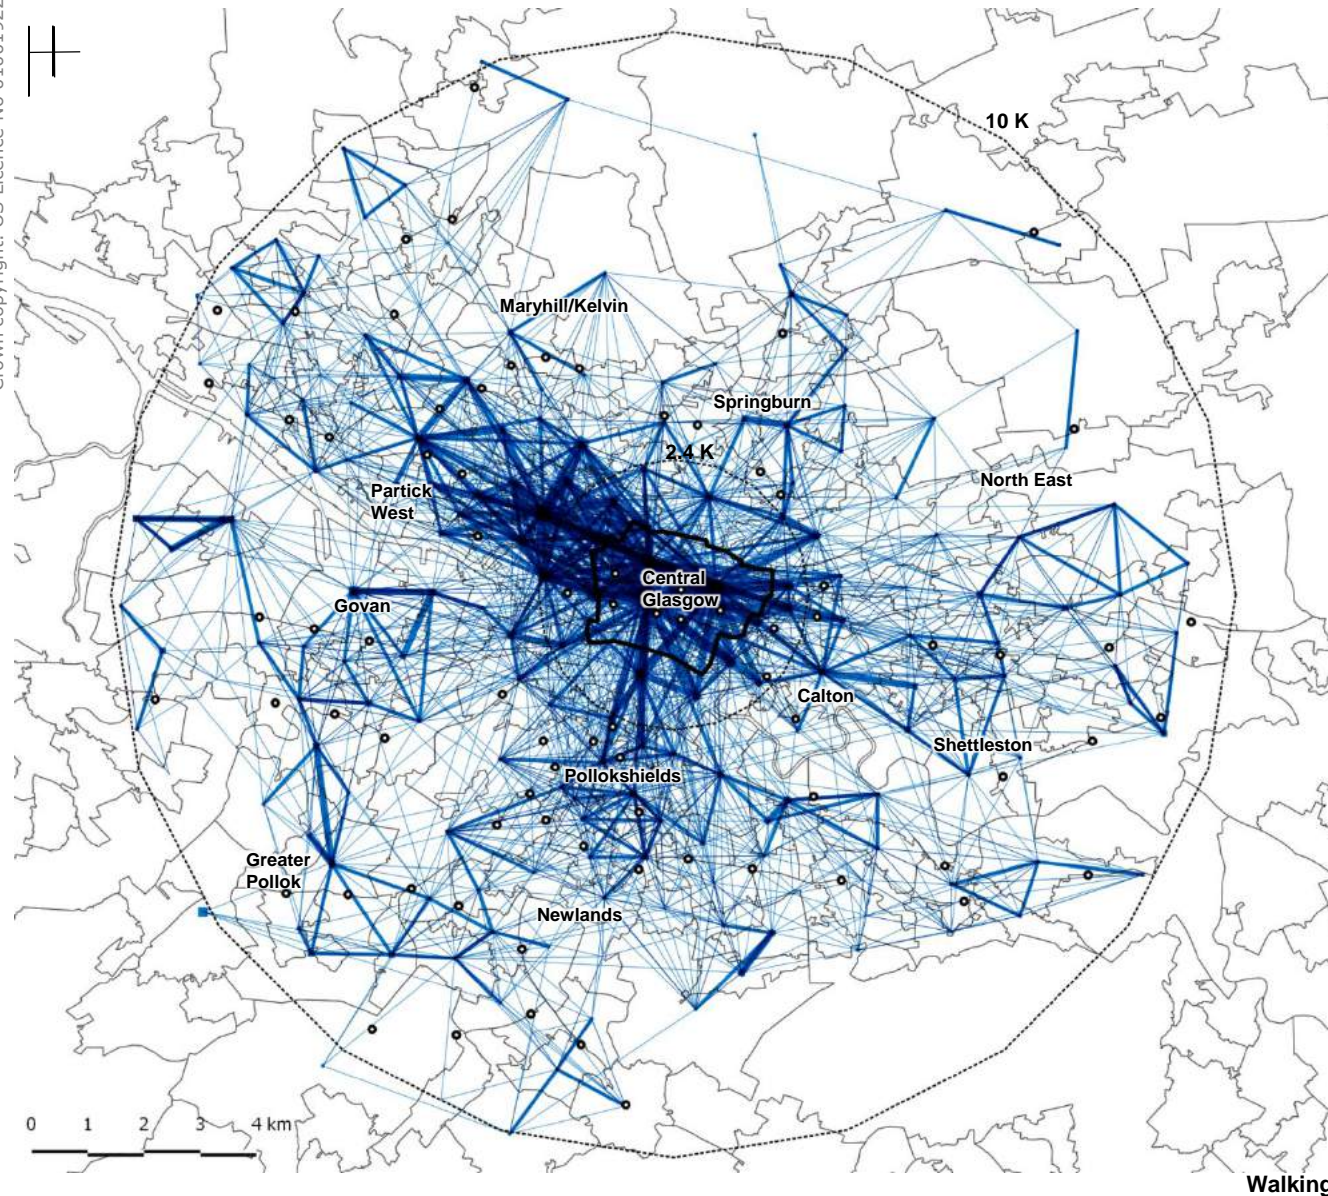 10 K
Maryhill/Kelvin
Springburn
2.4 K
North East
Partick
West
Central
Glasgow
Govan
Calton
Shettleston
Pollokshields
Greater
Pollok
Newlands
0 1 2 3 4 km
Walking